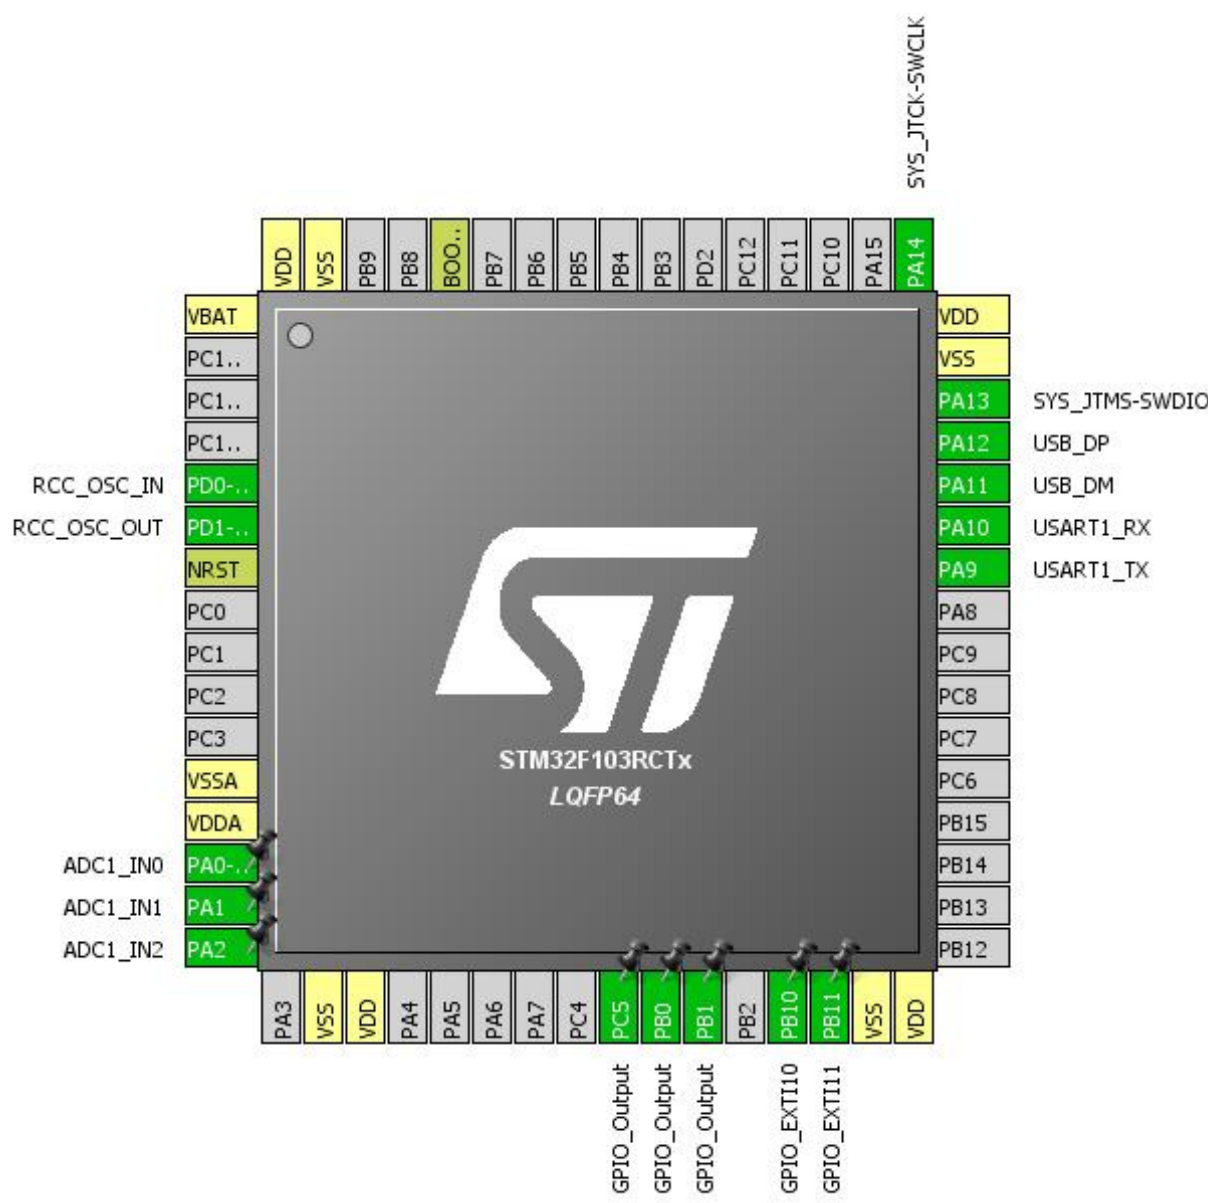 SYS_JTCK-SWCLK
VDD
VSS
PB9
PB8
BOO..
PB7
PB6
PB5
PB4
PB3
PD2
PC12
PC11
PC10
PA15
PA14
VBAT
PC1..
PC1..
PC1..
RCC_OSC_IN PD0-..
RCC_OSC_OUT PD1-..
NRST
PC0
PC1
PC2
PC3
VSSA
VDDA
ADC1_IN0 PA0-..
ADC1_IN1 PA1
ADC1_IN2 PA2
ST
STM32F103RCTx
LQFP64
VDD
VSS
PA13 SYS_JTMS-SWDIO
PA12 USB_DP
PA11 USB_DM
PA10 USART1_RX
PA9 USART1_TX
PA8
PC9
PC8
PC7
PC6
PB15
PB14
PB13
PB12
PA3
VSS
VDD
PA4
PA5
PA6
PA7
PC4
PC5
PB0
PB1
PB2
PB10
PB11
VSS
VDD
GPIO_Output
GPIO_Output
GPIO_Output
GPIO_EXTI10
GPIO_EXTI11